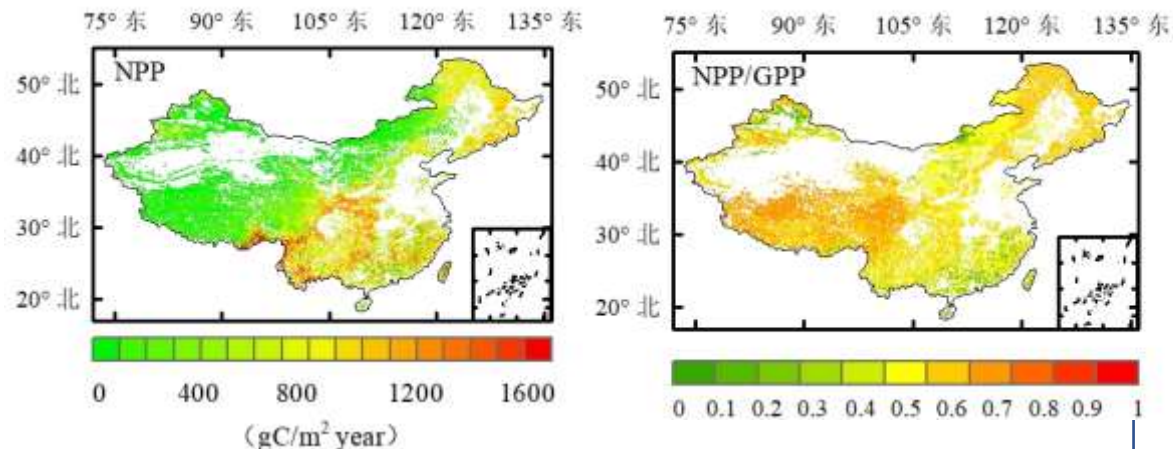 75° 东 90° 东 105° 东 120° 东 135° 东
NPP
50° 北
40° 北
30° 北
20° 北
0 400 800 1200 1600
（gC/m² year）
75° 东 90° 东 105° 东 120° 东 135° 东
NPP/GPP
50° 北
40° 北
30° 北
20° 北
0 0.1 0.2 0.3 0.4 0.5 0.6 0.7 0.8 0.9 1